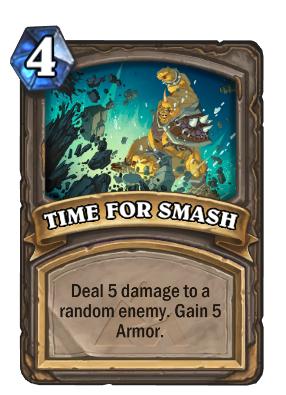 4
TIME FOR SMASH
Deal 5 damage to a
random enemy. Gain 5
Armor.